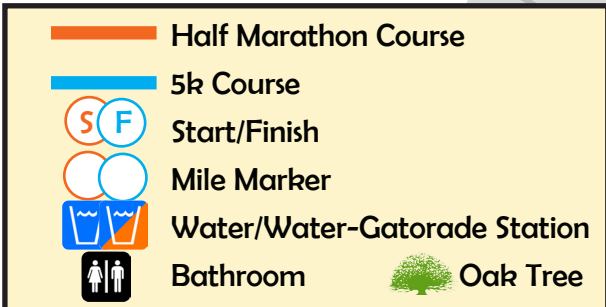 Half Marathon Course
5k Course
S F Start/Finish
Mile Marker
Water/Water-Gatorade Station
Bathroom Oak Tree